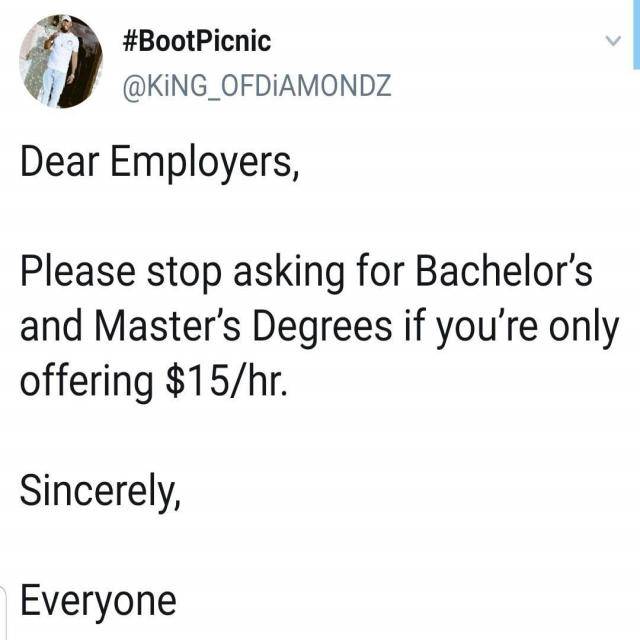 #BootPicnic
@KiNG_OFDiAMONDZ
Dear Employers,
Please stop asking for Bachelor's
and Master's Degrees if you're only
offering $15/hr.
Sincerely,
Everyone